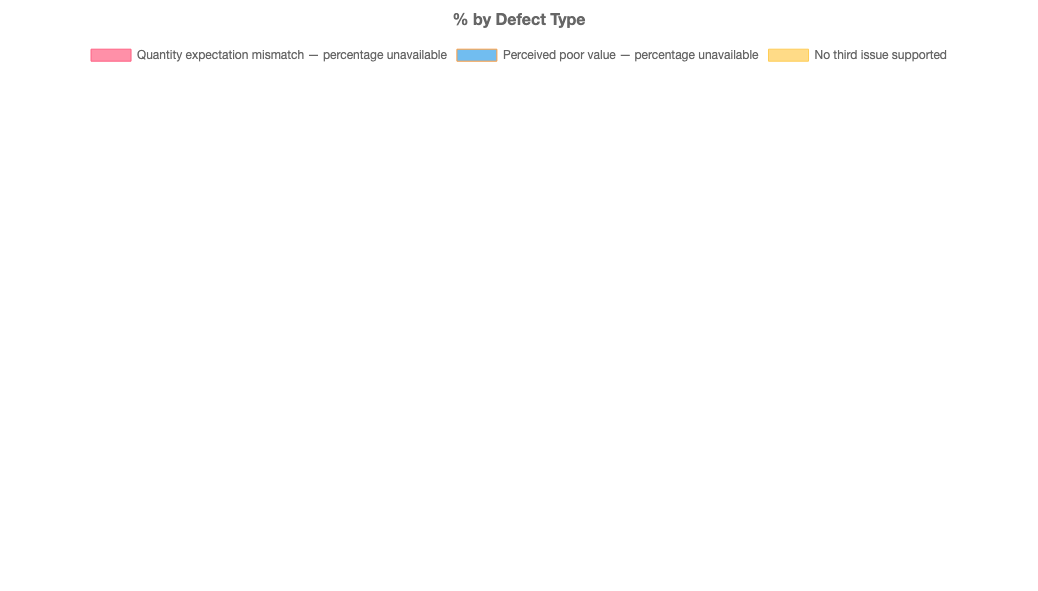 % by Defect Type
Quantity expectation mismatch — percentage unavailable Perceived poor value — percentage unavailable No third issue supported